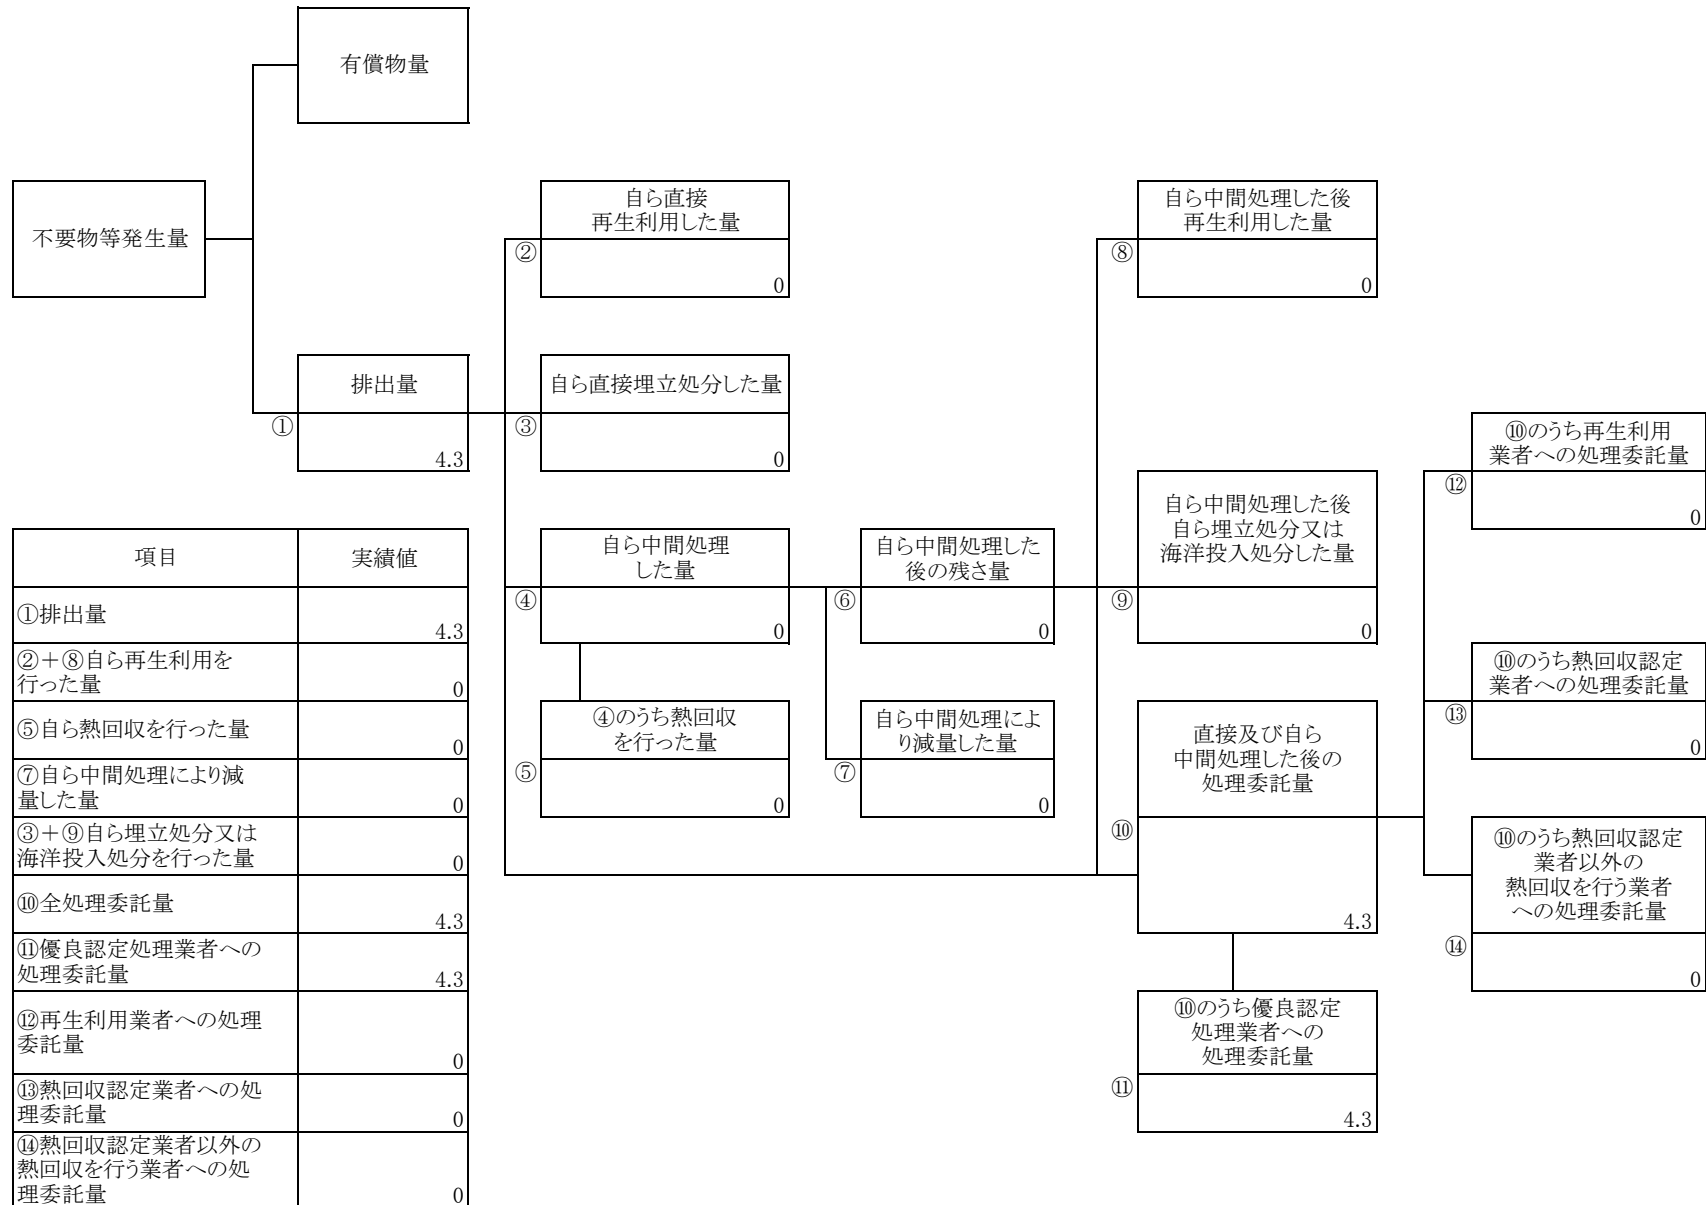 有償物量
不要物等発生量
自ら直接
再生利用した量
②
0
自ら中間処理した後
再生利用した量
⑧
0
排出量
①
4.3
自ら直接埋立処分した量
③
0
⑩のうち再生利用
業者への処理委託量
⑫
0
自ら中間処理した後
自ら埋立処分又は
海洋投入処分した量
⑨
0
自ら中間処理
した量
④
0
自ら中間処理した
後の残さ量
⑥
0
⑩のうち熱回収認定
業者への処理委託量
⑬
0
④のうち熱回収
を行った量
⑤
0
自ら中間処理によ
り減量した量
⑦
0
直接及び自ら
中間処理した後の
処理委託量
⑩
4.3
⑩のうち熱回収認定
業者以外の
熱回収を行う業者
への処理委託量
⑭
0
⑩のうち優良認定
処理業者への
処理委託量
⑪
4.3
項目 実績値
①排出量
4.3
②+⑧自ら再生利用を
行った量 0
⑤自ら熱回収を行った量
0
⑦自ら中間処理により減
量した量 0
③+⑨自ら埋立処分又は
海洋投入処分を行った量 0
⑩全処理委託量
4.3
⑪優良認定処理業者への
処理委託量 4.3
⑫再生利用業者への処理
委託量
0
⑬熱回収認定業者への処
理委託量 0
⑭熱回収認定業者以外の
熱回収を行う業者への処
理委託量 0